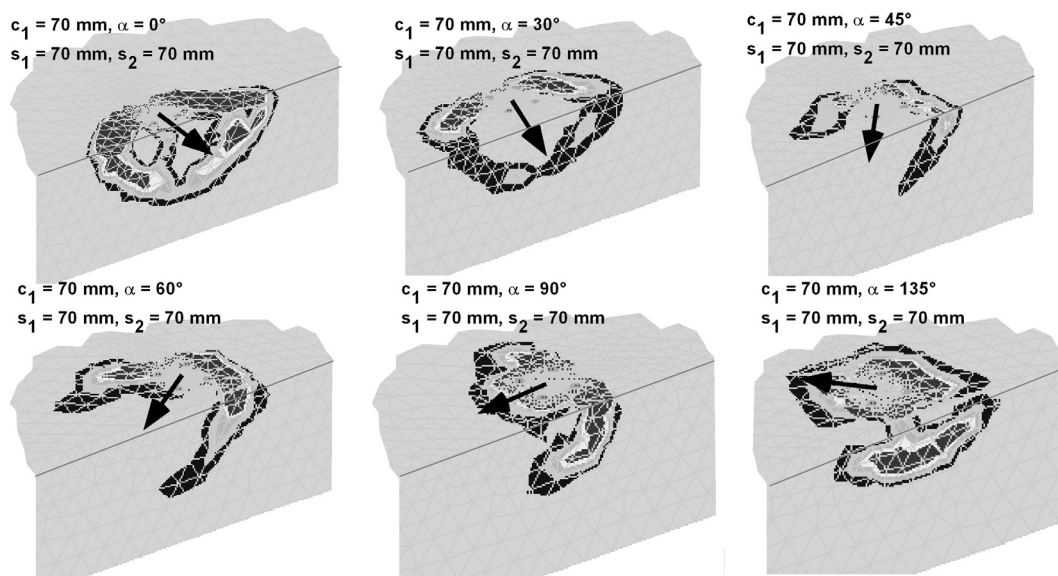 c₁ = 70 mm, α = 0°
s₁ = 70 mm, s₂ = 70 mm
c₁ = 70 mm, α = 30°
s₁ = 70 mm, s₂ = 70 mm
c₁ = 70 mm, α = 45°
s₁ = 70 mm, s₂ = 70 mm
c₁ = 70 mm, α = 60°
s₁ = 70 mm, s₂ = 70 mm
c₁ = 70 mm, α = 90°
s₁ = 70 mm, s₂ = 70 mm
c₁ = 70 mm, α = 135°
s₁ = 70 mm, s₂ = 70 mm